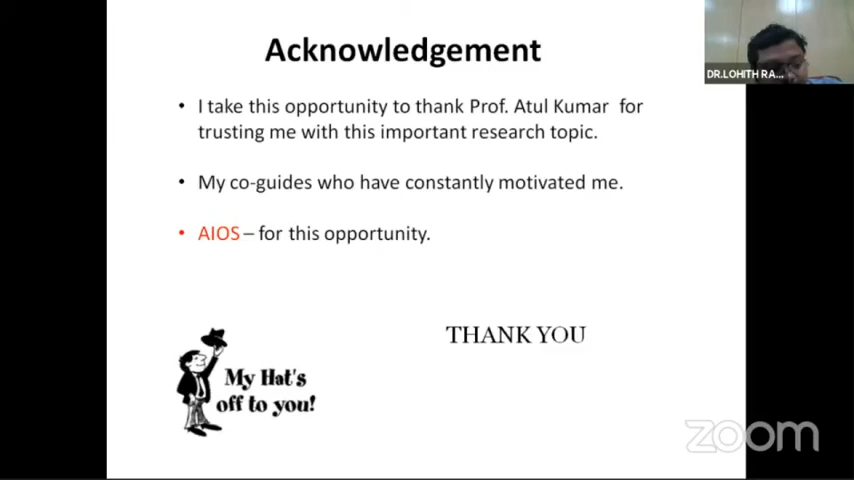 Acknowledgement
DR.LOHITH RA...
• I take this opportunity to thank Prof. Atul Kumar for
trusting me with this important research topic.
• My co-guides who have constantly motivated me.
• AIOS – for this opportunity.
THANK YOU
My Hat's
off to you!
zoom